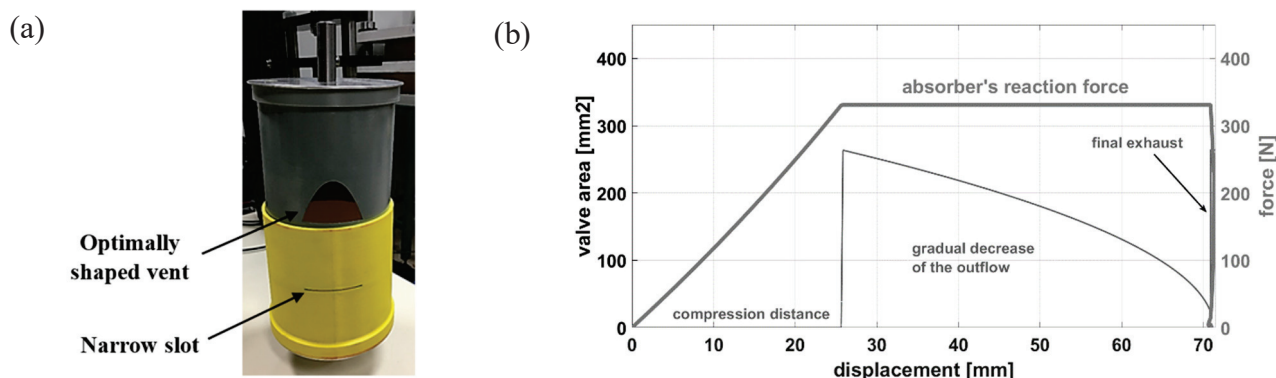 (a)
Optimally
shaped vent
Narrow slot
(b)
valve area [mm2]
400
300
200
100
0
absorber's reaction force
final exhaust
gradual decrease
of the outflow
compression distance
400
300
200
100
0
force [N]
0 10 20 30 40 50 60 70
displacement [mm]